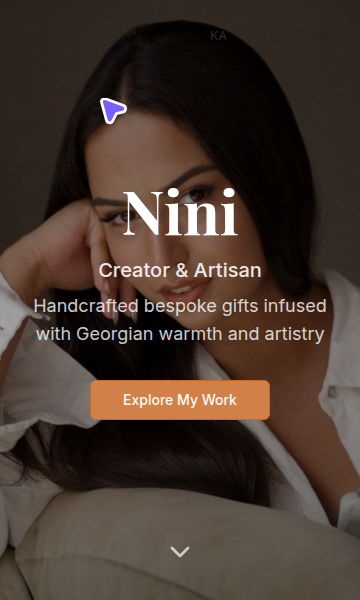 KA
Nini
Creator & Artisan
Handcrafted bespoke gifts infused
with Georgian warmth and artistry
Explore My Work